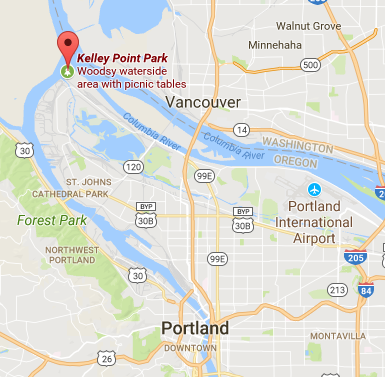 Walnut Grove
Minnehaha
Kelley Point Park
Woodsy waterside
area with picnic tables
500
Vancouver
Columbia River
Columbia River
14
WASHINGTON
OREGON
30
120
99E
ST. JOHNS
CATHEDRAL PARK
Portland
International
Airport
BYP
30B
BYP
30B
Forest Park
NORTHWEST
PORTLAND
205
99E
30
213
84
Portland
MONTAVILLA
DOWNTOWN
26